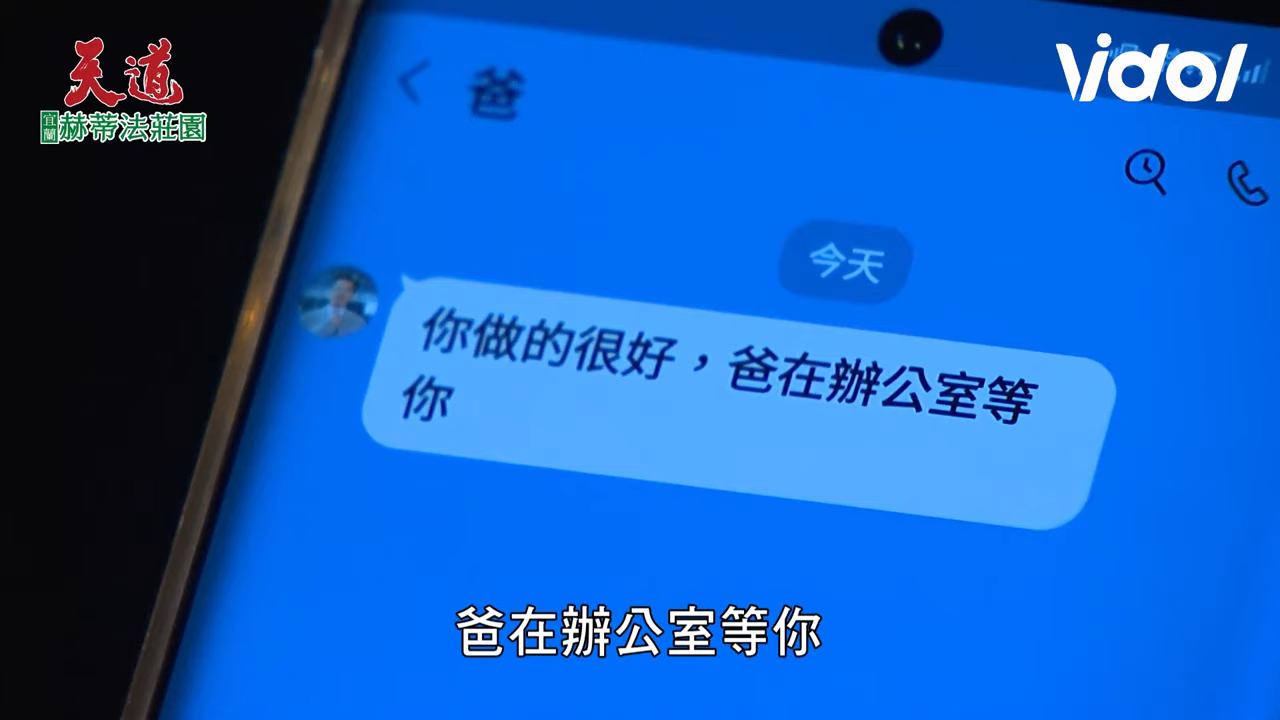 天道
宜蘭
赫蒂法莊園
vidol
爸
今天
你做的很好，爸在辦公室等
你
爸在辦公室等你